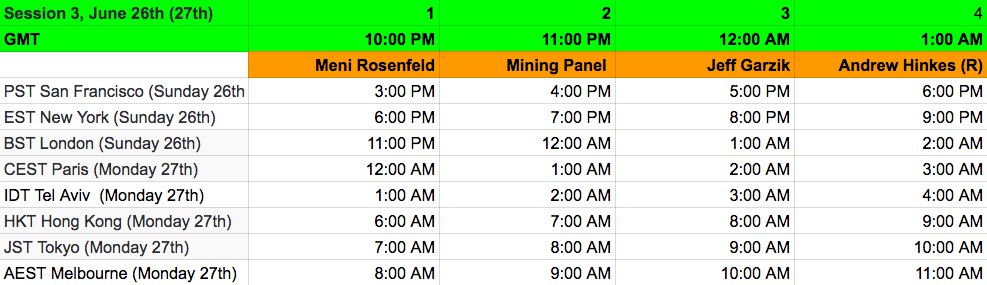 Session 3, June 26th (27th) 1 2 3 4
GMT 10:00 PM 11:00 PM 12:00 AM 1:00 AM
Meni Rosenfeld Mining Panel Jeff Garzik Andrew Hinkes (R)
PST San Francisco (Sunday 26th 3:00 PM 4:00 PM 5:00 PM 6:00 PM
EST New York (Sunday 26th) 6:00 PM 7:00 PM 8:00 PM 9:00 PM
BST London (Sunday 26th) 11:00 PM 12:00 AM 1:00 AM 2:00 AM
CEST Paris (Monday 27th) 12:00 AM 1:00 AM 2:00 AM 3:00 AM
IDT Tel Aviv (Monday 27th) 1:00 AM 2:00 AM 3:00 AM 4:00 AM
HKT Hong Kong (Monday 27th) 6:00 AM 7:00 AM 8:00 AM 9:00 AM
JST Tokyo (Monday 27th) 7:00 AM 8:00 AM 9:00 AM 10:00 AM
AEST Melbourne (Monday 27th) 8:00 AM 9:00 AM 10:00 AM 11:00 AM